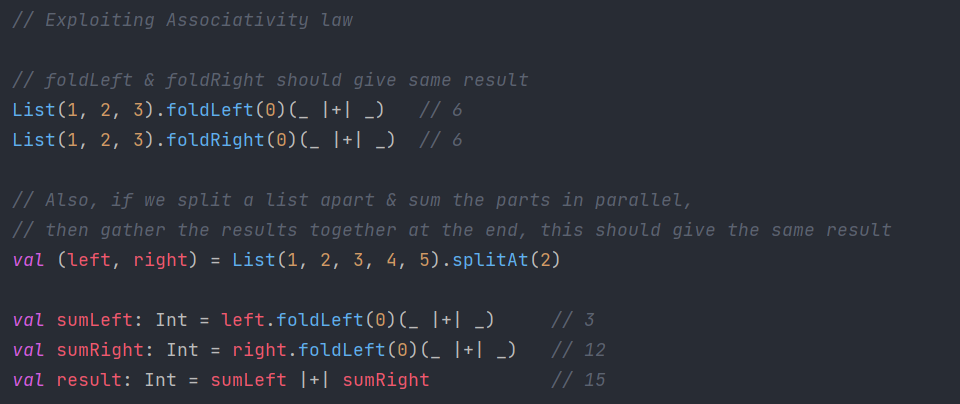 // Exploiting Associativity law
// foldLeft & foldRight should give same result
List(1, 2, 3).foldLeft(0)(_ |+| _)   // 6
List(1, 2, 3).foldRight(0)(_ |+| _)  // 6
// Also, if we split a list apart & sum the parts in parallel,
// then gather the results together at the end, this should give the same result
val (left, right) = List(1, 2, 3, 4, 5).splitAt(2)
val sumLeft: Int = left.foldLeft(0)(_ |+| _)     // 3
val sumRight: Int = right.foldLeft(0)(_ |+| _)   // 12
val result: Int = sumLeft |+| sumRight           // 15